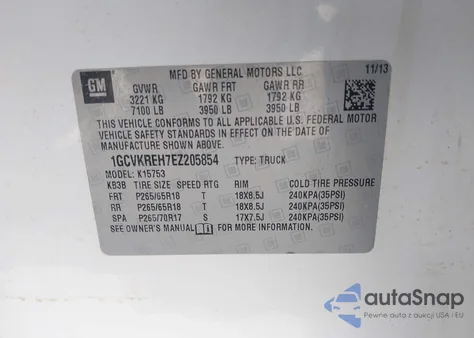 GM
MFD BY GENERAL MOTORS LLC
11/13
GVWR GAWR FRT GAWR RR
3221 KG 1792 KG 1792 KG
7100 LB 3950 LB 3950 LB
THIS VEHICLE CONFORMS TO ALL APPLICABLE U.S. FEDERAL MOTOR
VEHICLE SAFETY STANDARDS IN EFFECT ON THE DATE OF
MANUFACTURE SHOWN ABOVE.
1GCVKREH7EZ205854 TYPE: TRUCK
MODEL: K15753
KB3B TIRE SIZE SPEED RTG RIM COLD TIRE PRESSURE
FRT P265/65R18 T 18X8.5J 240KPA(35PSI)
RR P265/65R18 T 18X8.5J 240KPA(35PSI)
SPA P265/70R17 S 17X7.5J 240KPA(35PSI)
SEE OWNER'S MANUAL FOR MORE INFORMATION
autoSnap
Pewne auta z aukcji USA i EU